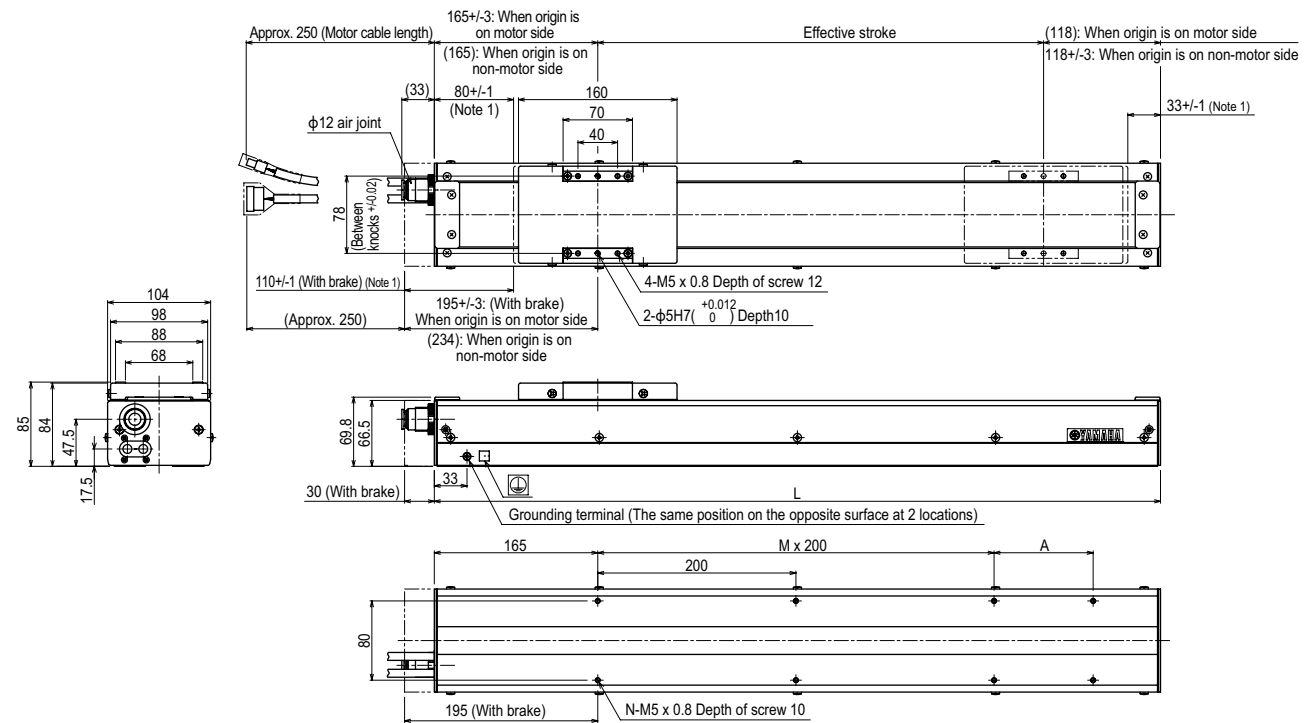 Approx. 250 (Motor cable length)
165+/-3: When origin is
on motor side
(165): When origin is on
non-motor side
Effective stroke
(118): When origin is on motor side
118+/-3: When origin is on non-motor side
(33)
80+/-1
(Note 1)
160
70
40
33+/-1 (Note 1)
ϕ12 air joint
78
(Between
knocks +/-0.02)
110+/-1 (With brake) (Note 1)
4-M5 x 0.8 Depth of screw 12
2-ϕ5H7( +0.012
0 ) Depth10
(Approx. 250)
195+/-3: (With brake)
When origin is on motor side
(234): When origin is on
non-motor side
104
98
88
68
85
84
47.5
17.5
69.8
66.5
YAMAHA
33
30 (With brake)
L
Grounding terminal (The same position on the opposite surface at 2 locations)
165
M x 200
A
200
80
195 (With brake)
N-M5 x 0.8 Depth of screw 10